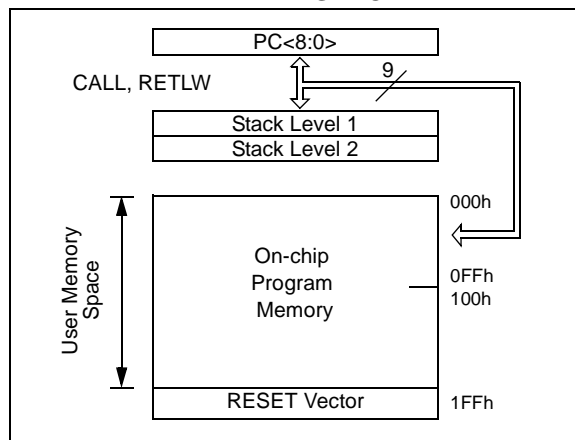 PC<8:0>
9
CALL, RETLW
Stack Level 1
Stack Level 2
000h
User Memory
Space
On-chip
Program
Memory
0FFh
100h
RESET Vector
1FFh